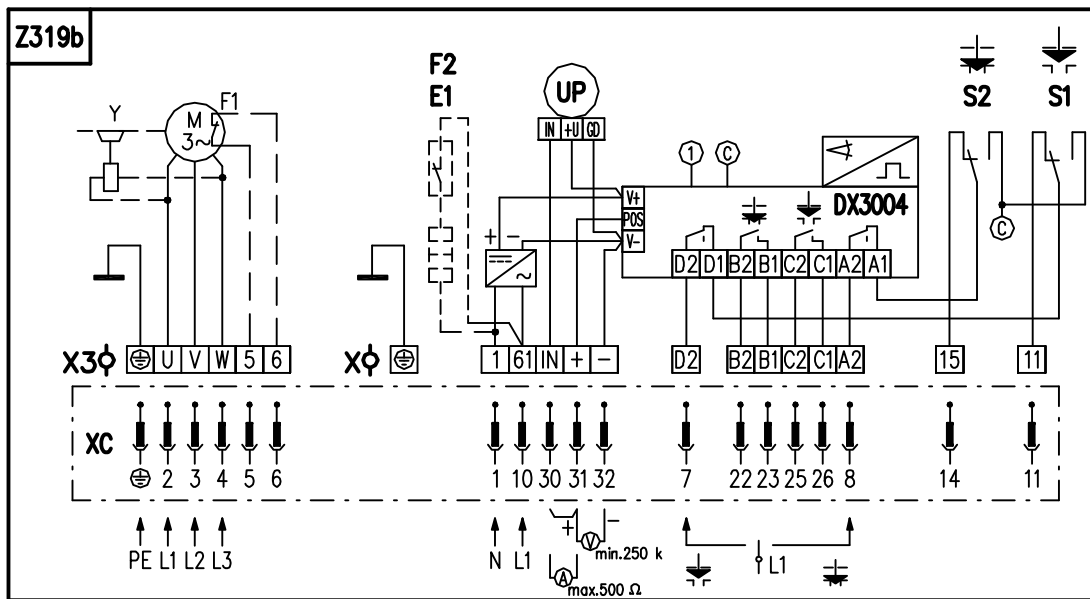 Z319b
F2
E1
UP
IN +U GD
S2 S1
Y
M
3~
F1
1 C
V+
POS
V-
DX3004
C
+ -
~
D2 D1 B2 B1 C2 C1 A2 A1
X3 U V W 5 6
X
1 61 IN + -
D2 B2 B1 C2 C1 A2
15 11
XC
2 3 4 5 6
1 10 30 31 32
7 22 23 25 26 8
14 11
PE L1 L2 L3
N L1
+ V -
min.250 k
A
max.500 Ω
L1